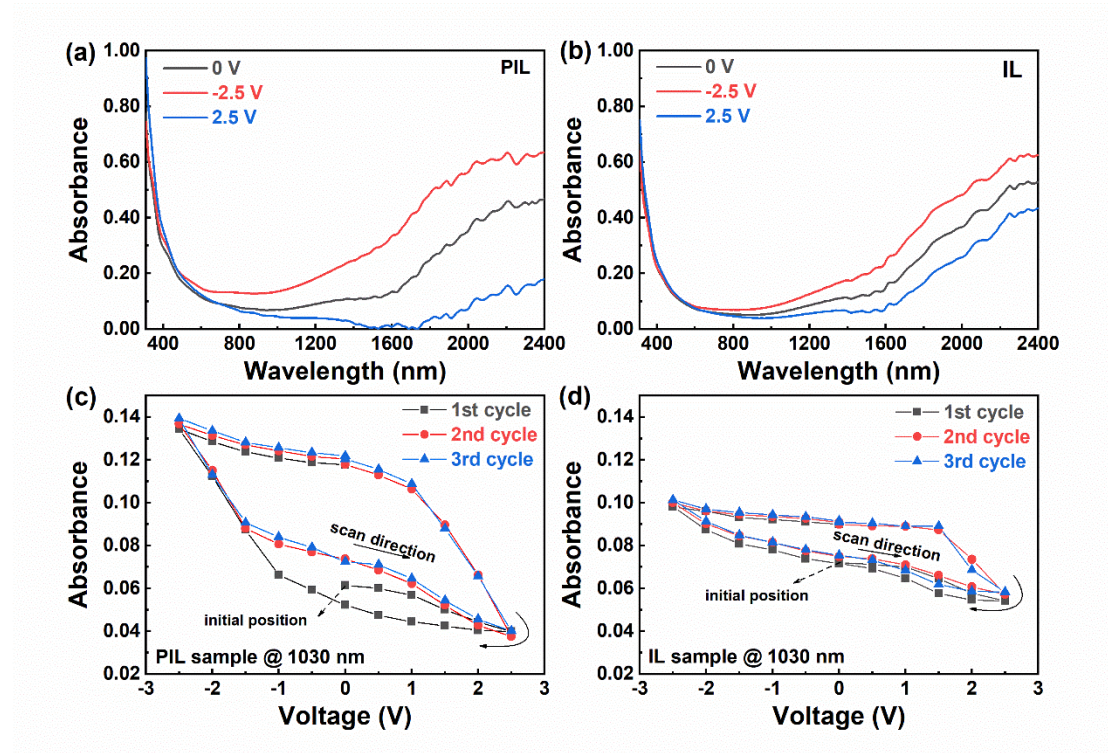 (a)
1.00
0.80
0.60
0.40
0.20
0.00
Absorbance
0 V
-2.5 V
2.5 V
PIL
400 800 1200 1600 2000 2400
Wavelength (nm)
(b)
1.00
0.80
0.60
0.40
0.20
0.00
Absorbance
0 V
-2.5 V
2.5 V
IL
400 800 1200 1600 2000 2400
Wavelength (nm)
(c)
0.14
0.12
0.10
0.08
0.06
0.04
0.02
Absorbance
1st cycle
2nd cycle
3rd cycle
scan direction
initial position
PIL sample @ 1030 nm
-3 -2 -1 0 1 2 3
Voltage (V)
(d)
0.14
0.12
0.10
0.08
0.06
0.04
0.02
Absorbance
1st cycle
2nd cycle
3rd cycle
scan direction
initial position
IL sample @ 1030 nm
-3 -2 -1 0 1 2 3
Voltage (V)